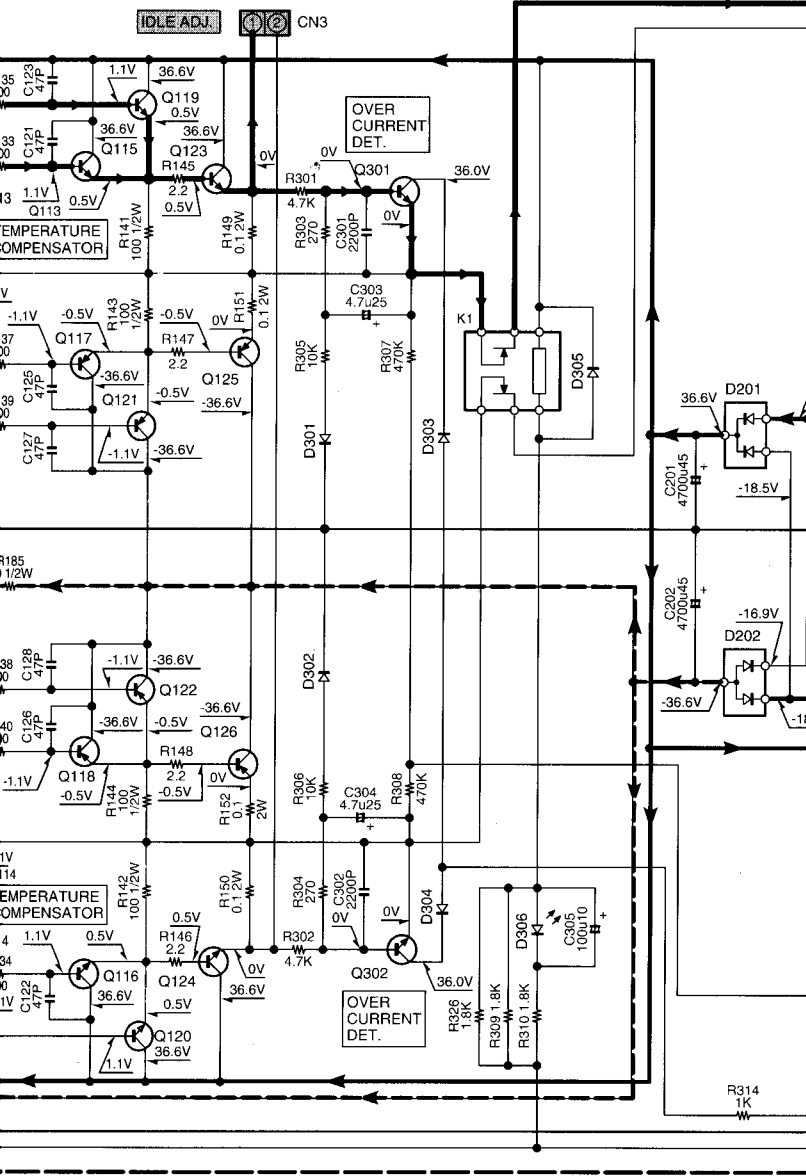 IDLE ADJ.
1 2 CN3
C123
47P
1.1V
36.6V
Q119
0.5V
C121
47P
36.6V
Q115
36.6V
Q123
R145
2.2
0.5V
0.5V
1.1V
Q113
TEMPERATURE
COMPENSATOR
R141
100 1/2W
R149
0.1 2W
0V
R301
4.7K
0V
OVER
CURRENT
DET.
Q301
36.0V
0V
R303
270
C301
2200P
C303
4.7u25
+
K1
-1.1V
R143
100
1/2W
-0.5V
-0.5V
R151
0.1 2W
0V
Q117
R147
2.2
Q125
C125
47P
-36.6V
Q121
-0.5V
-36.6V
C127
47P
-1.1V
-36.6V
R305
10K
R307
470K
D301
D303
D305
D201
36.6V
-18.5V
C201
4700u45
+
C202
4700u45
+
-16.9V
D202
-36.6V
R185
1/2W
C128
47P
-1.1V
-36.6V
Q122
C126
47P
-36.6V
-0.5V
-36.6V
Q126
Q118
-1.1V
-0.5V
R148
2.2
-0.5V
0V
R144
100
1/2W
R152
0.1
2W
D302
R306
10K
C304
4.7u25
+
R308
470K
TEMPERATURE
COMPENSATOR
R142
100 1/2W
R150
0.1 2W
R304
270
C302
2200P
0V
0V
D304
1.1V
0.5V
0.5V
R146
2.2
R302
4.7K
Q116
Q124
0V
Q302
36.0V
C122
47P
36.6V
36.6V
0.5V
Q120
1.1V
36.6V
OVER
CURRENT
DET.
D306
C305
100u10
+
R326
1.8K
R309 1.8K
R310 1.8K
R314
1K